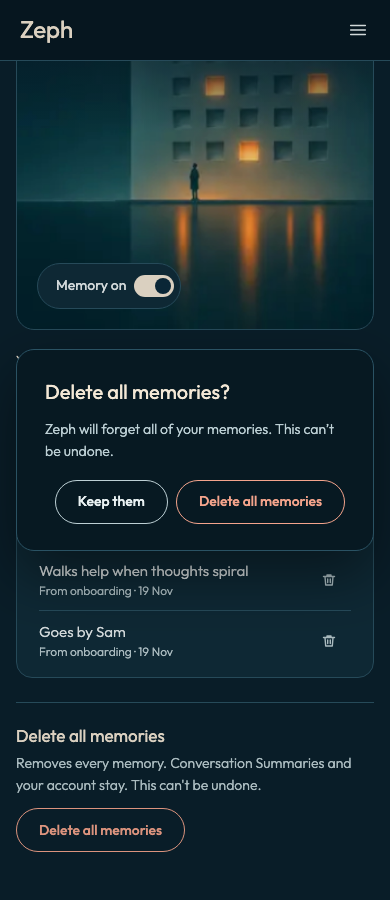 Zeph
Memory on
Delete all memories?
Zeph will forget all of your memories. This can't
be undone.
Keep them
Delete all memories
Walks help when thoughts spiral
From onboarding · 19 Nov
Goes by Sam
From onboarding · 19 Nov
Delete all memories
Removes every memory. Conversation Summaries and
your account stay. This can't be undone.
Delete all memories